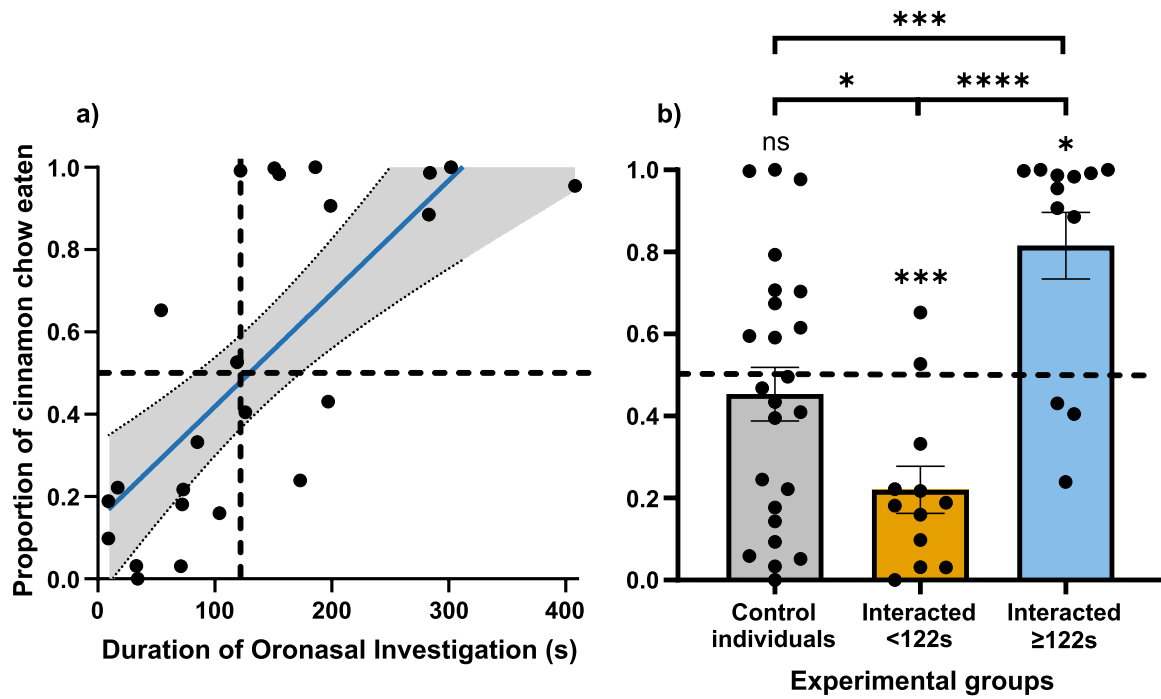 a)
Proportion of cinnamon chow eaten
1.0
0.8
0.6
0.4
0.2
0.0
0
100
200
300
400
Duration of Oronasal Investigation (s)
b)
***
*
****
ns
***
*
1.0
0.8
0.6
0.4
0.2
0.0
Control
individuals
Interacted
<122s
Interacted
≥122s
Experimental groups